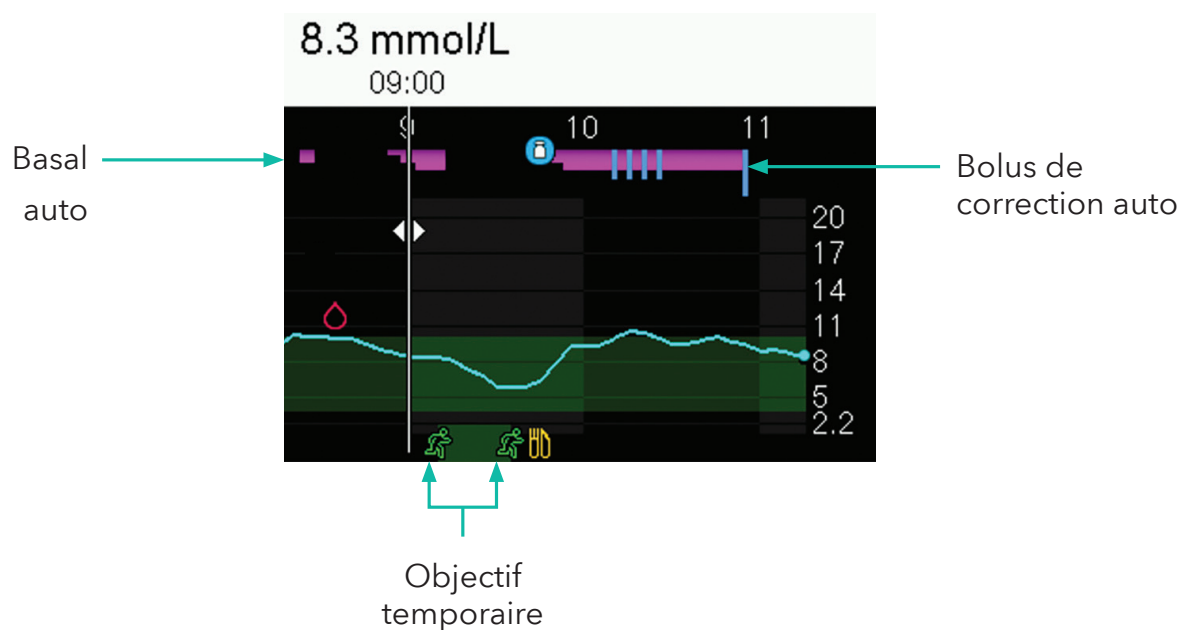 8.3 mmol/L
09:00
9
10
11
Basal
auto
Bolus de
correction auto
20
17
14
11
8
5
2.2
Objectif
temporaire